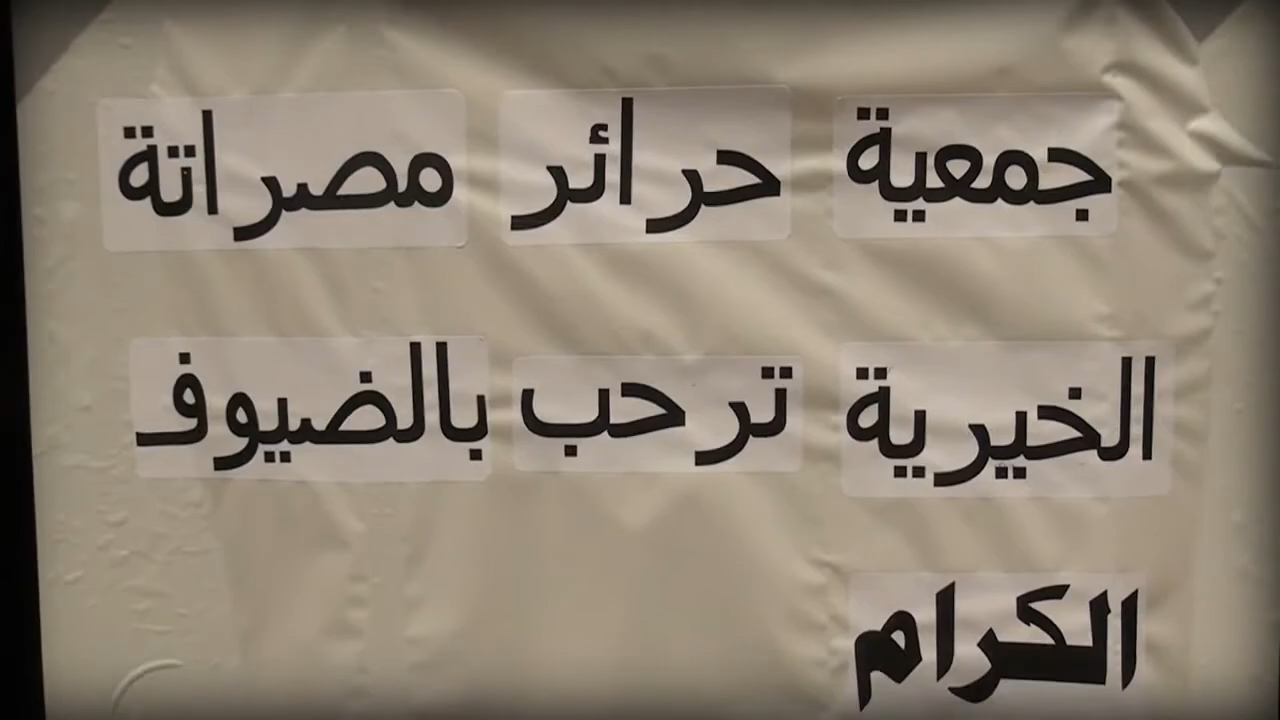 جمعية حرائر مصراتة
الخيرية ترحب بالضيوف
الكرام